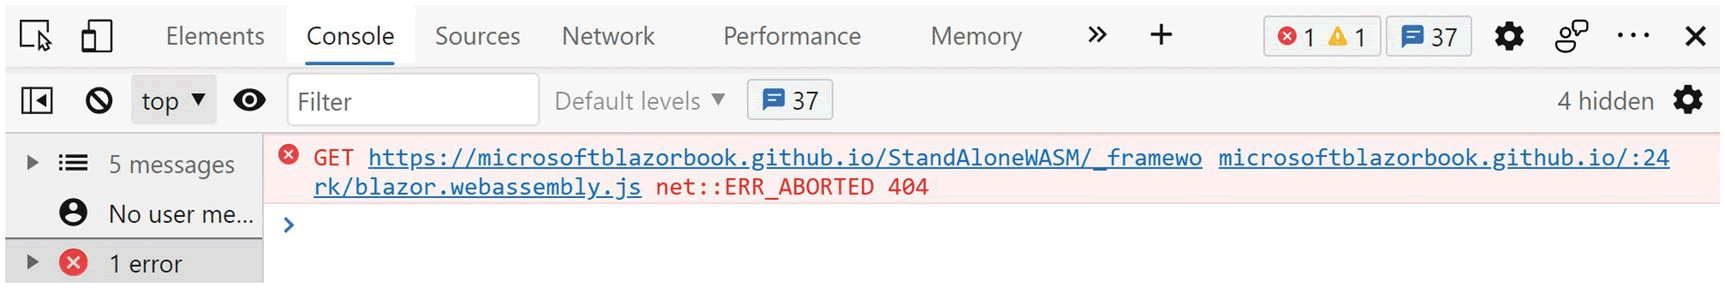 Elements Console Sources Network Performance Memory 1 1 37
top Filter Default levels 37 4 hidden
5 messages
No user me...
1 error
GET https://microsoftblazorbook.github.io/StandAloneWASM/_framewo microsoftblazorbook.github.io/:24
rk/blazor.webassembly.js net::ERR_ABORTED 404